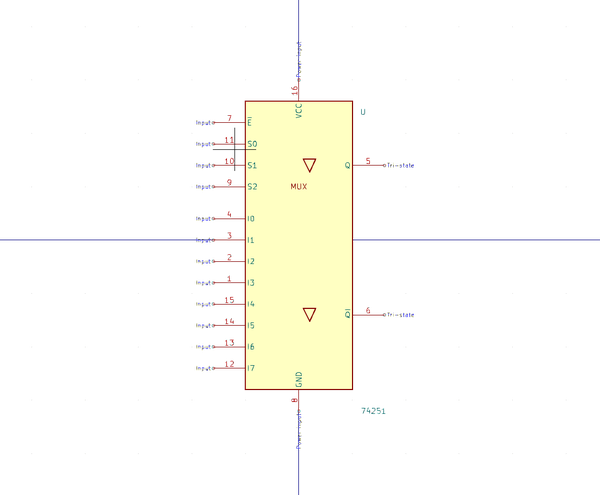 Power input
16
VCC
U
Input 7 E
Input 11 S0
Input 10 S1
Q 5 Tri-state
Input 9 S2
MUX
Input 4 I0
Input 3 I1
Input 2 I2
Input 1 I3
Input 15 I4
Input 14 I5
Q 6 Tri-state
Input 13 I6
Input 12 I7
GND
8
Power input
74251